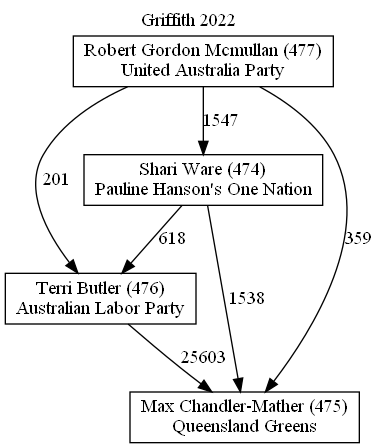 Griffith 2022
Robert Gordon Mcmullan (477)
United Australia Party
1547
Shari Ware (474)
Pauline Hanson's One Nation
201
618
359
Terri Butler (476)
Australian Labor Party
1538
25603
Max Chandler-Mather (475)
Queensland Greens